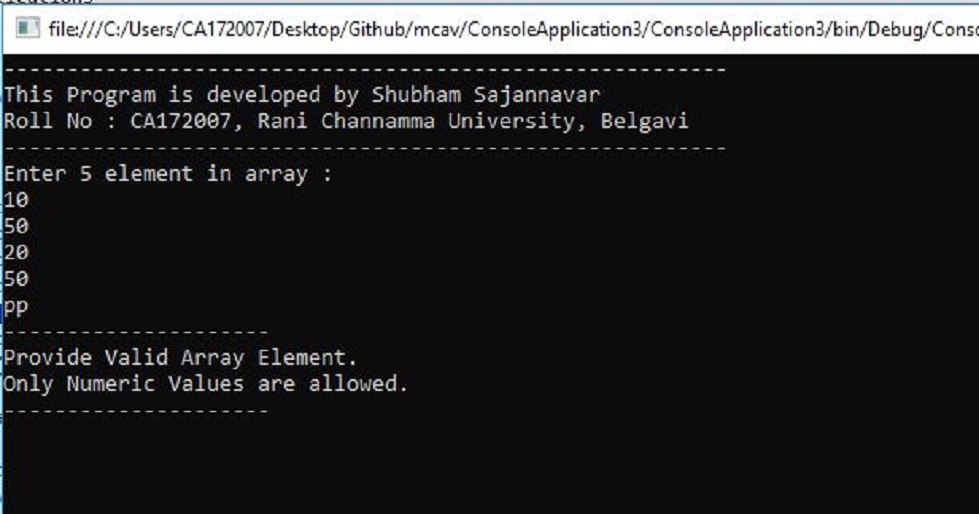 file:///C:/Users/CA172007/Desktop/Github/mcav/ConsoleApplication3/ConsoleApplication3/bin/Debug/Conso
---------------------------------------------------------
This Program is developed by Shubham Sajannavar
Roll No : CA172007, Rani Channamma University, Belgavi
---------------------------------------------------------
Enter 5 element in array :
10
50
20
50
pp
---------------------
Provide Valid Array Element.
Only Numeric Values are allowed.
---------------------